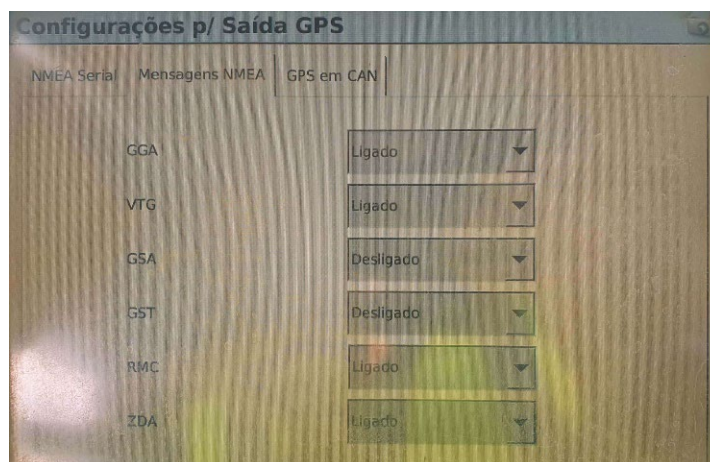 Configurações p/ Saída GPS
NMEA Serial Mensagens NMEA GPS em CAN
GGA Ligado
VTG Ligado
GSA Desligado
GST Desligado
RMC Ligado
ZDA Ligado